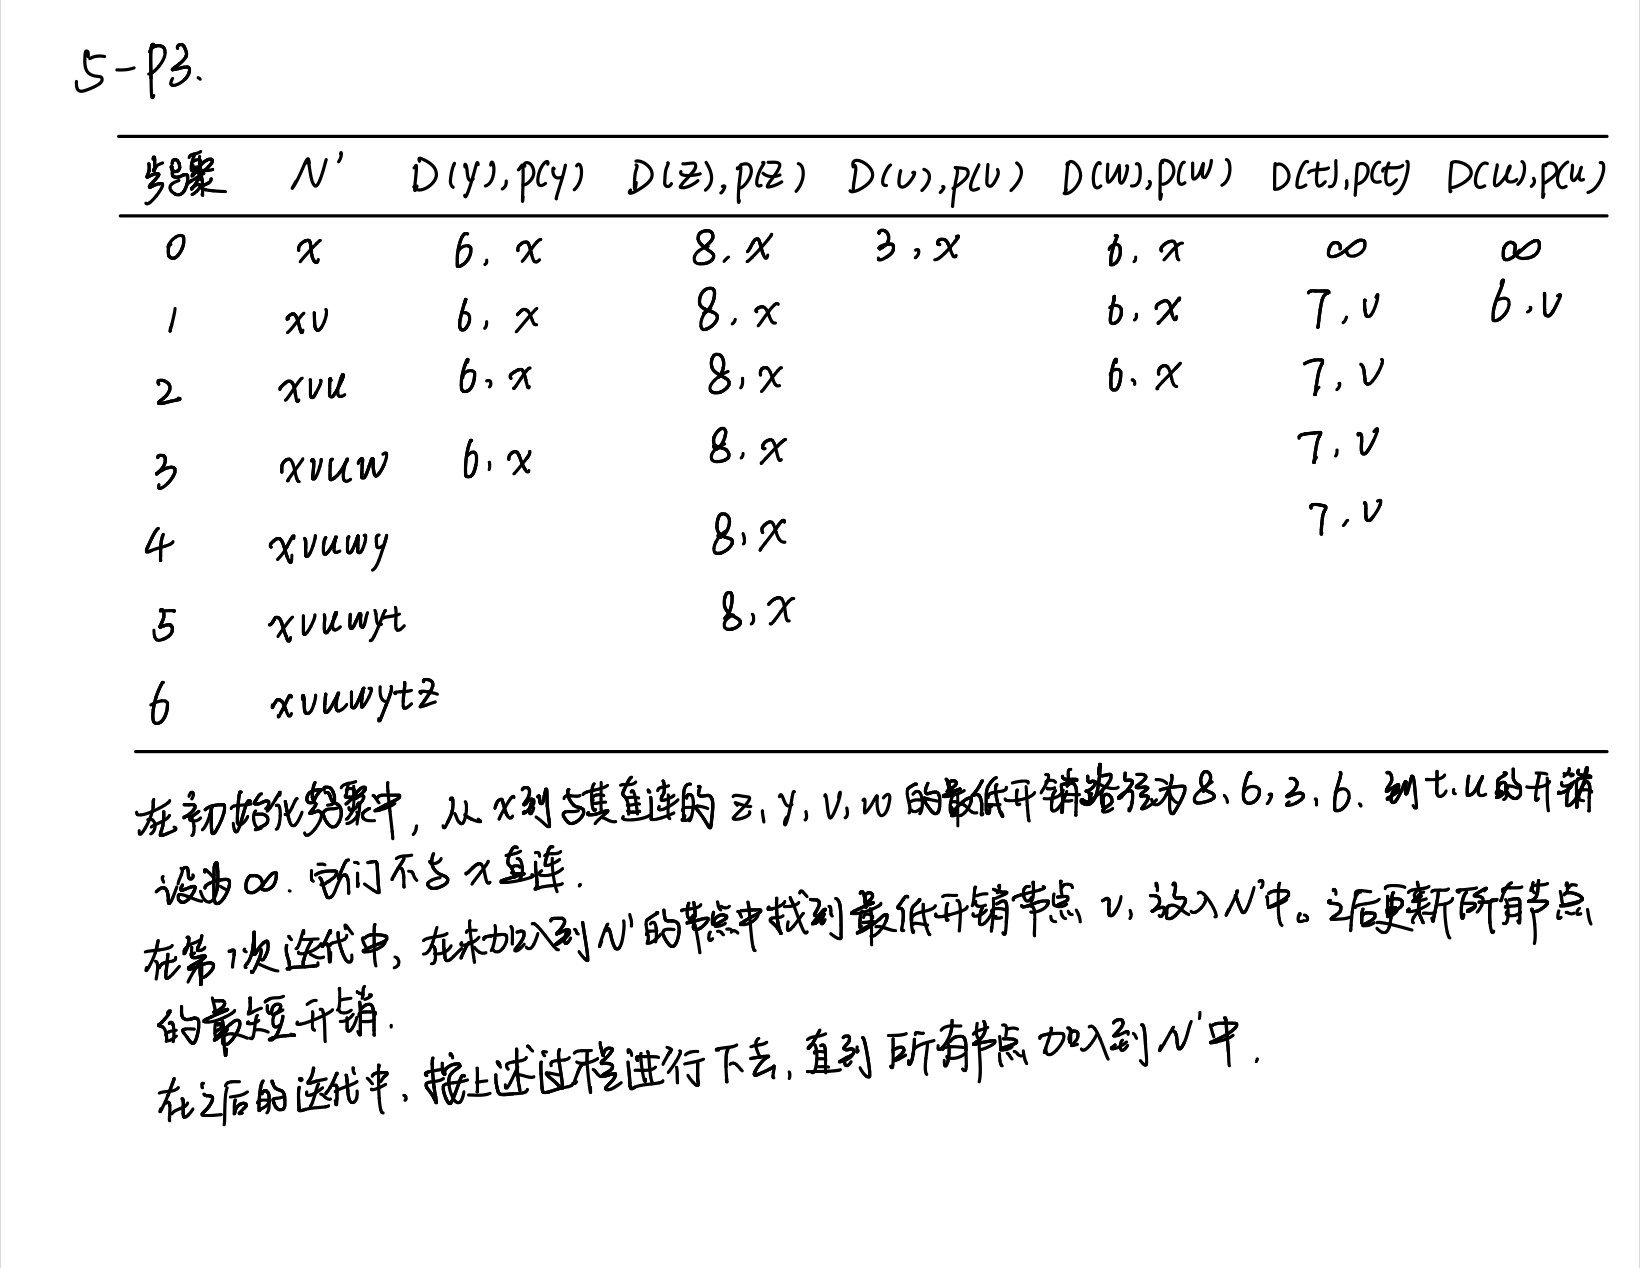 5-P3.
步骤 N' D(y),p(y) D(z),p(z) D(v),p(v) D(w),p(w) D(t),p(t) D(u),p(u)
0 x 6,x 8,x 3,x 6,x ∞ ∞
1 xv 6,x 8,x 6,x 7,v 6,v
2 xvu 6,x 8,x 6,x 7,v
3 xvuw 6,x 8,x 7,v
4 xvuwy 8,x 7,v
5 xvuwyt 8,x
6 xvuwytz
在初始化步骤中, 从x到与其直连的z,y,v,w的最低开销路径为8,6,3,6. 到t,u的开销
设为∞. 它们不与x直连.
在第1次迭代中, 在未加入到N'的节点中找到最低开销节点v, 放入N'中。之后更新所有节点
的最短开销.
在之后的迭代中, 按上述过程进行下去, 直到所有节点加入到N'中.